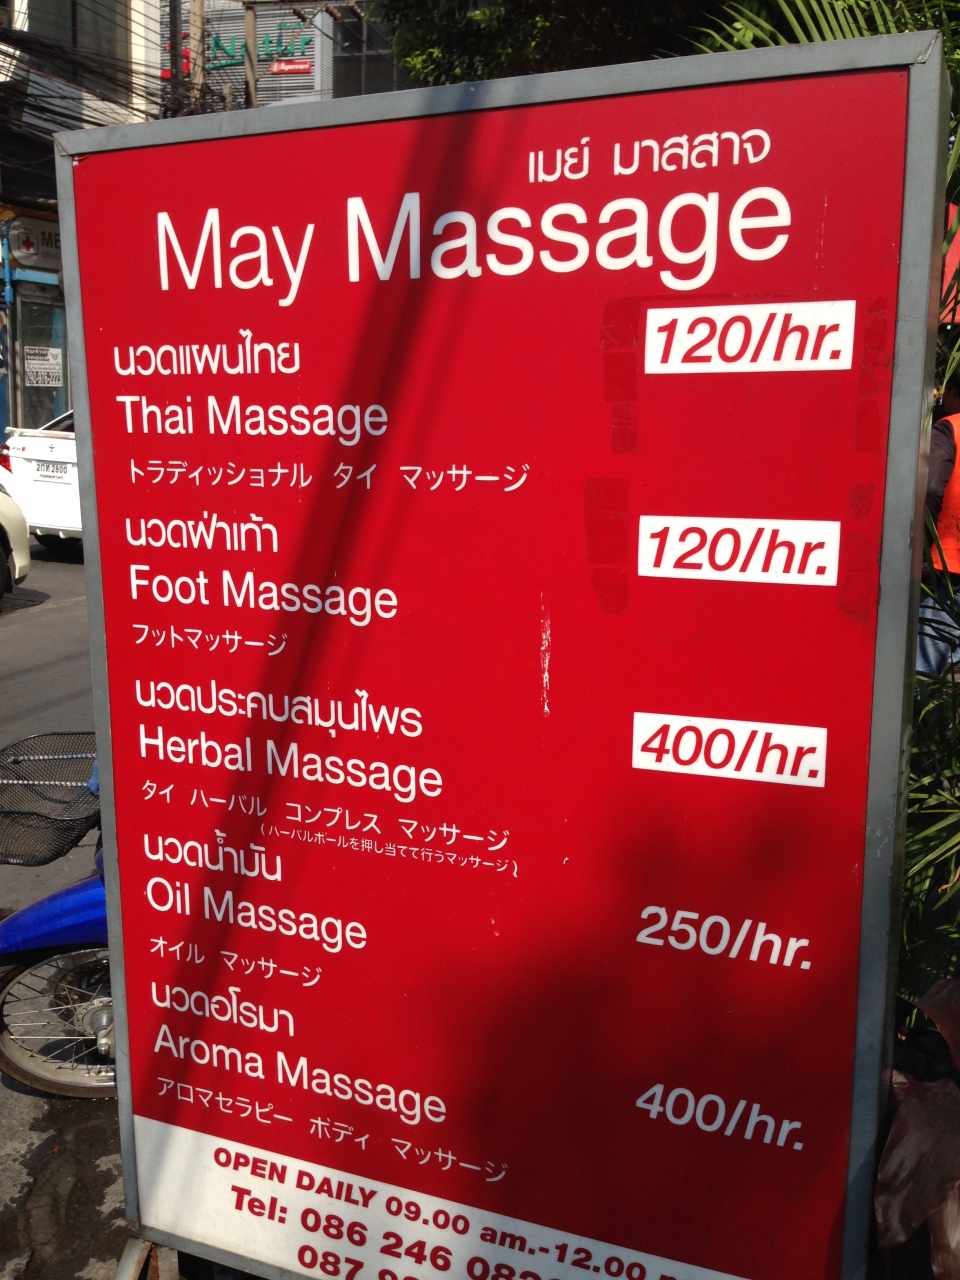 Natur
Supermart
เมย์ มาสสาจ
May Massage
นวดแผนไทย
120/hr.
Thai Massage
トラディッショナル タイ マッサージ
นวดฝ่าเท้า
120/hr.
Foot Massage
フットマッサージ
นวดประคบสมุนไพร
400/hr.
Herbal Massage
タイ ハーバル コンプレス マッサージ
(ハーバルボールを押し当てて行うマッサージ)
นวดน้ำมัน
Oil Massage
250/hr.
オイル マッサージ
นวดอโรมา
Aroma Massage
400/hr.
アロマセラピー ボディ マッサージ
OPEN DAILY 09.00 am.-12.00
Tel: 086 246
087